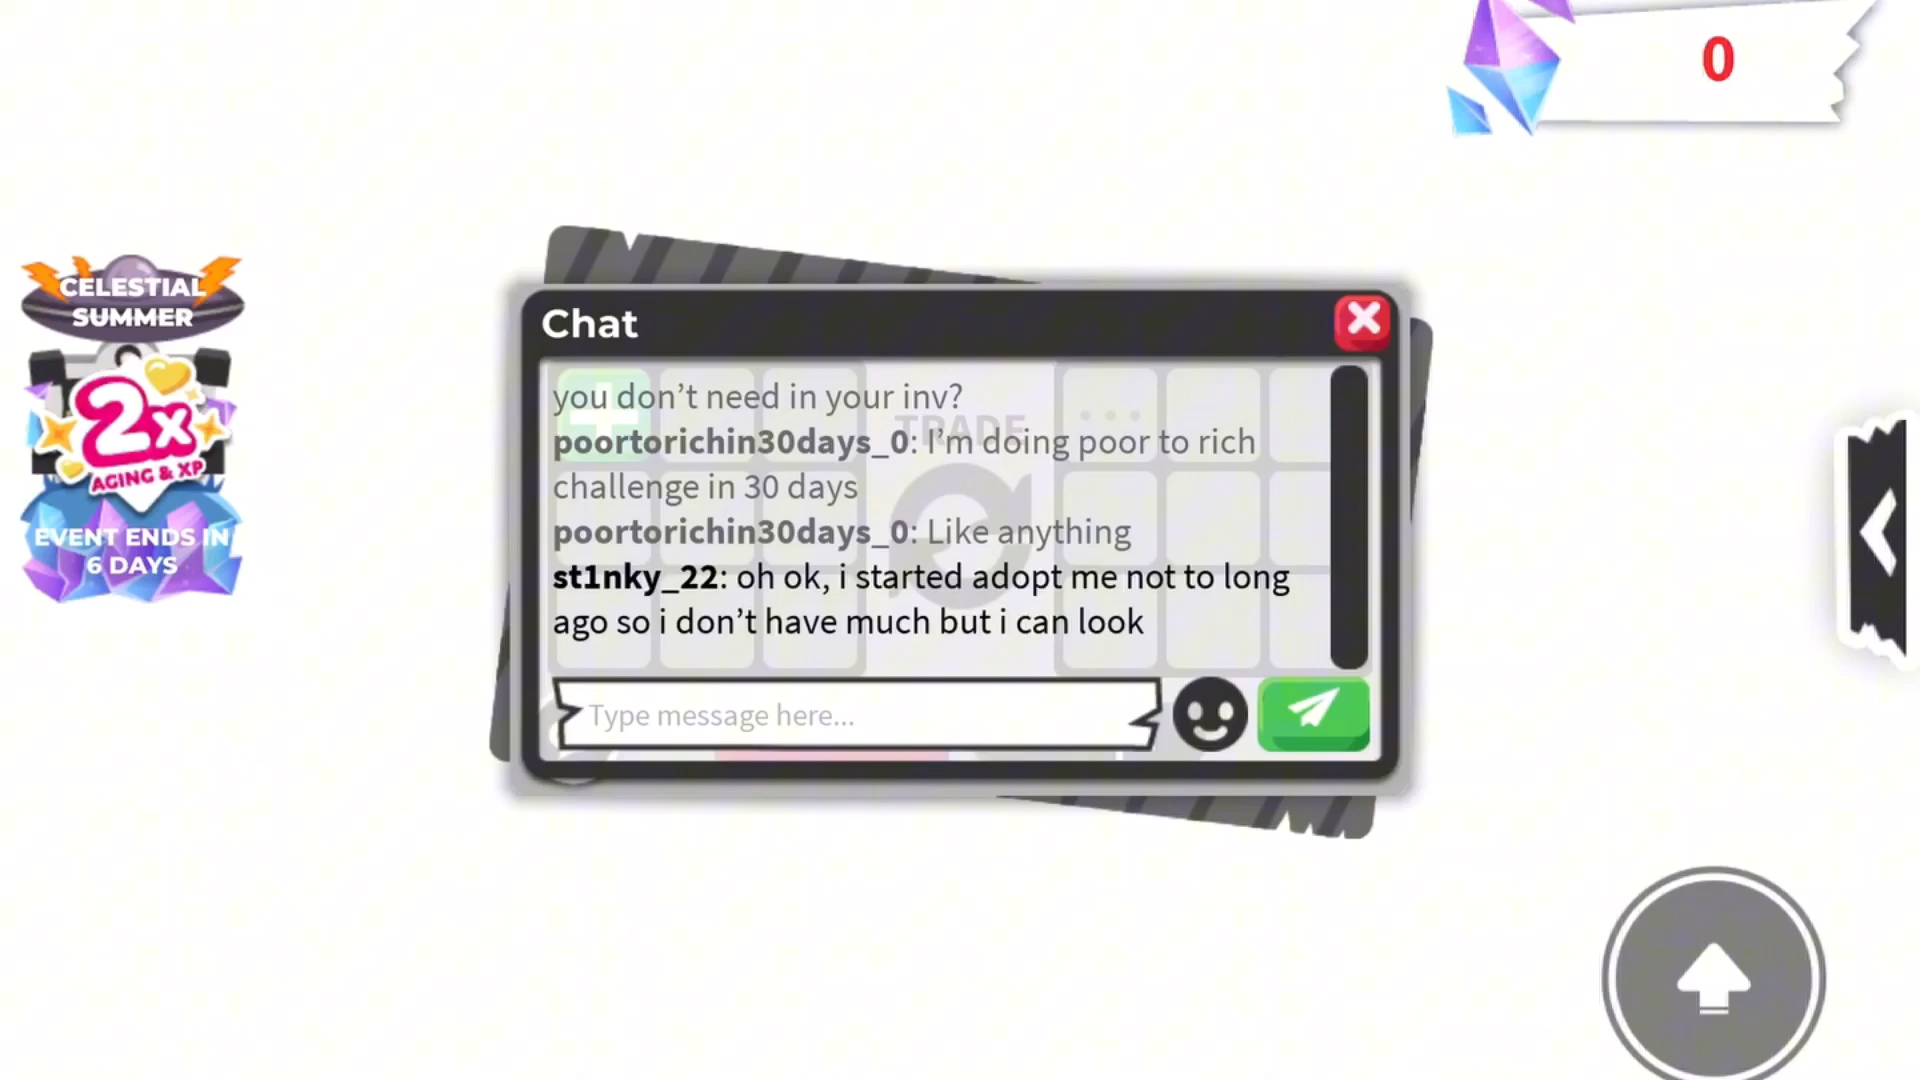 0
CELESTIAL
SUMMER
2x
AGING & XP
EVENT ENDS IN
6 DAYS
Chat
you don’t need in your inv?
TRADE
poortorichin30days_0: I’m doing poor to rich
challenge in 30 days
poortorichin30days_0: Like anything
st1nky_22: oh ok, i started adopt me not to long
ago so i don’t have much but i can look
Type message here...